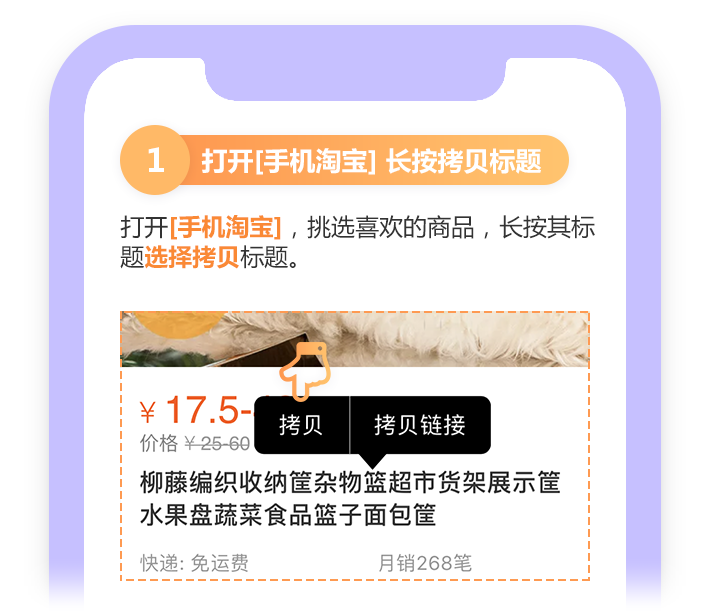 1
打开[手机淘宝] 长按拷贝标题
打开[手机淘宝]，挑选喜欢的商品，长按其标
题选择拷贝标题。
¥ 17.5-
拷贝 拷贝链接
价格 ¥ 25-60
柳藤编织收纳筐杂物篮超市货架展示筐
水果盘蔬菜食品篮子面包筐
快递: 免运费 月销268笔